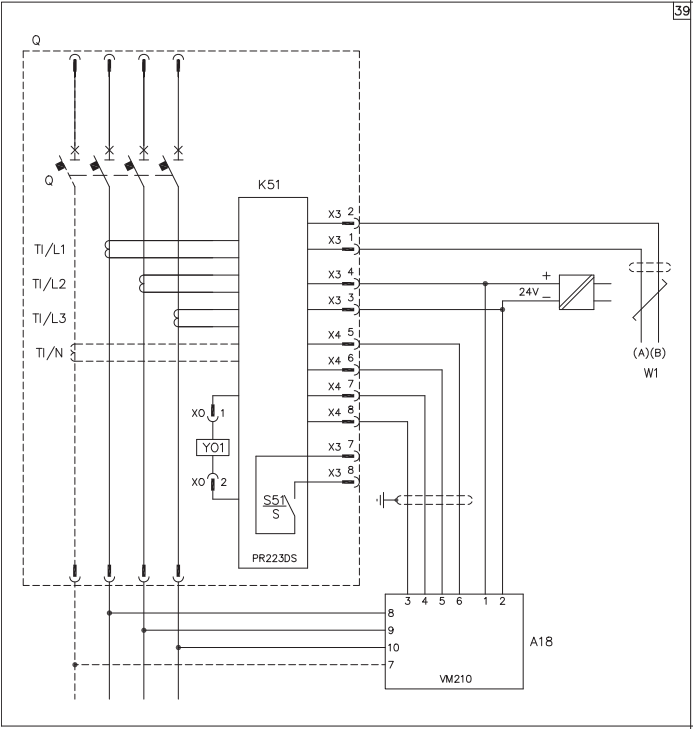 39
Q
Q
K51
X3 2
TI/L1
X3 1
TI/L2
X3 4
+
24V
−
X3 3
TI/L3
X4 5
TI/N
X4 6
(A)(B)
W1
X4 7
X0 1
X4 8
Y01
X3 7
X0 2
X3 8
S51
S
PR223DS
3 4 5 6 1 2
8
9
10
7
A18
VM210